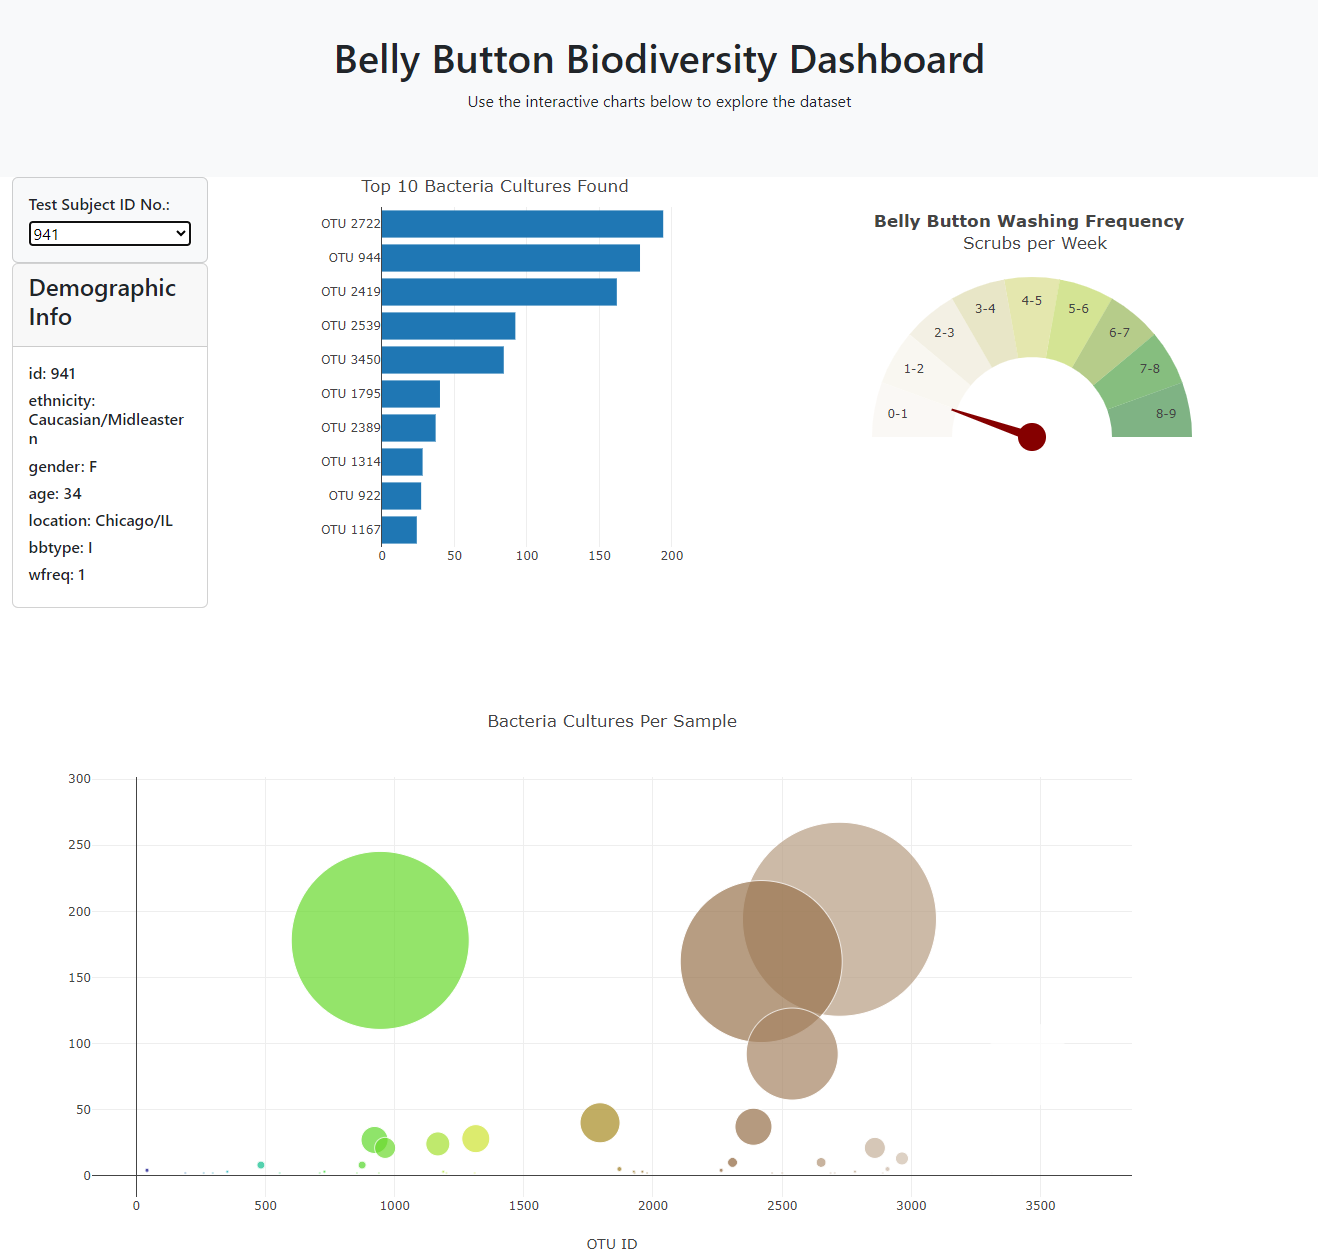 Belly Button Biodiversity Dashboard
Use the interactive charts below to explore the dataset
Test Subject ID No.:
941
Demographic
Info
id: 941
ethnicity:
Caucasian/Midleaster
n
gender: F
age: 34
location: Chicago/IL
bbtype: I
wfreq: 1
Top 10 Bacteria Cultures Found
OTU 2722
OTU 944
OTU 2419
OTU 2539
OTU 3450
OTU 1795
OTU 2389
OTU 1314
OTU 922
OTU 1167
0 50 100 150 200
Belly Button Washing Frequency
Scrubs per Week
0-1
1-2
2-3
3-4
4-5
5-6
6-7
7-8
8-9
Bacteria Cultures Per Sample
300
250
200
150
100
50
0
0 500 1000 1500 2000 2500 3000 3500
OTU ID